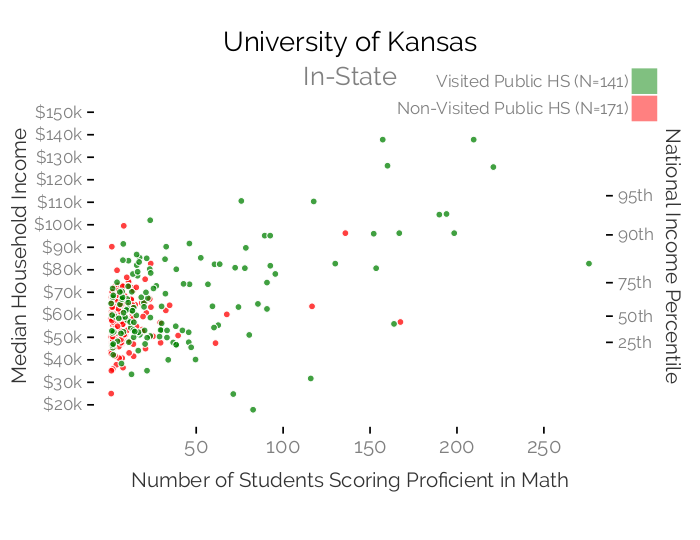 University of Kansas
In-State
Visited Public HS (N=141)
Non-Visited Public HS (N=171)
Median Household Income
$150k
$140k
$130k
$120k
$110k
$100k
$90k
$80k
$70k
$60k
$50k
$40k
$30k
$20k
National Income Percentile
95th
90th
75th
50th
25th
50
100
150
200
250
Number of Students Scoring Proficient in Math